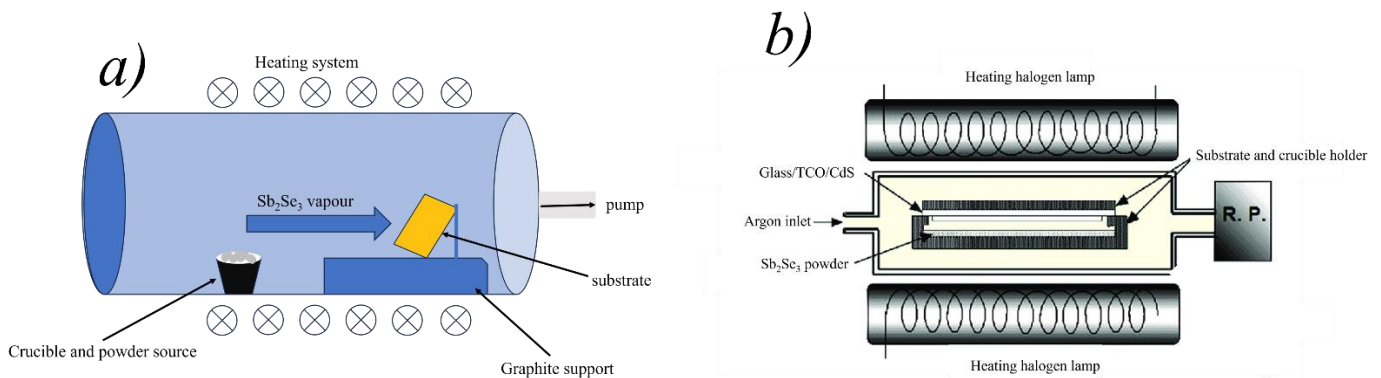 a)
Heating system
Sb₂Se₃ vapour
pump
substrate
Crucible and powder source
Graphite support
b)
Heating halogen lamp
Substrate and crucible holder
Glass/TCO/CdS
Argon inlet
R. P.
Sb₂Se₃ powder
Heating halogen lamp